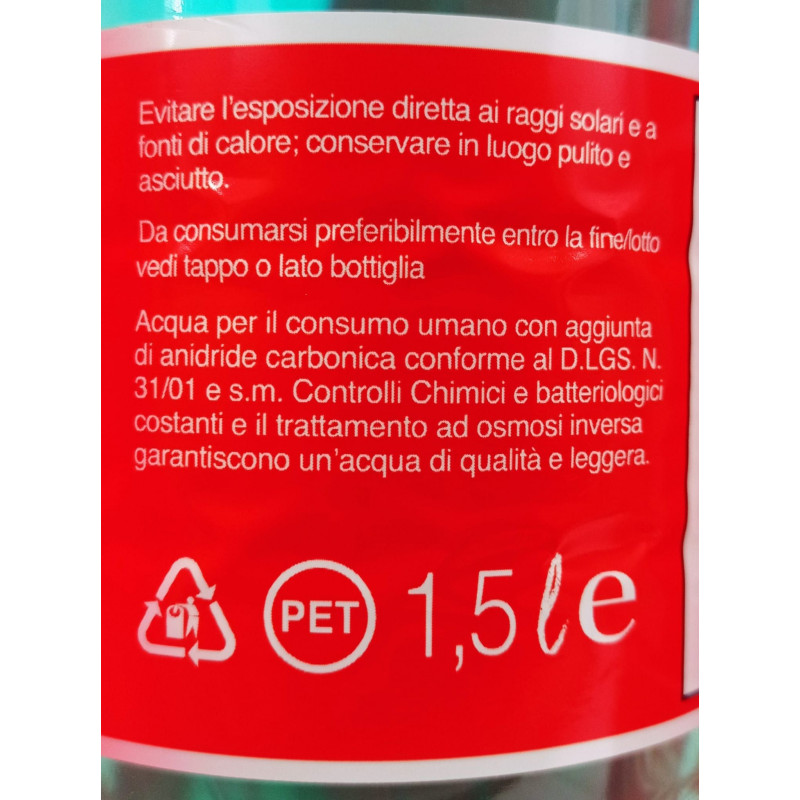 Evitare l'esposizione diretta ai raggi solari e a
fonti di calore; conservare in luogo pulito e
asciutto.
Da consumarsi preferibilmente entro la fine/lotto
vedi tappo o lato bottiglia
Acqua per il consumo umano con aggiunta
di anidride carbonica conforme al D.LGS. N.
31/01 e s.m. Controlli Chimici e batteriologici
costanti e il trattamento ad osmosi inversa
garantiscono un'acqua di qualità e leggera.
PET 1,5 ℓ e